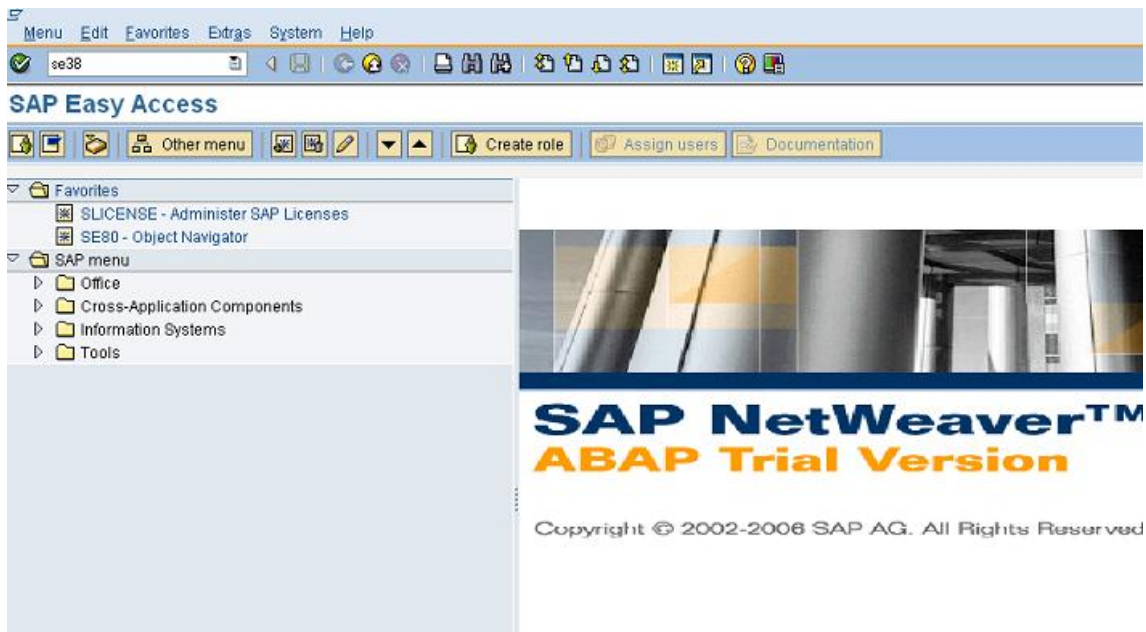 Menu Edit Favorites Extras System Help
se38
SAP Easy Access
Other menu Create role Assign users Documentation
Favorites
SLICENSE - Administer SAP Licenses
SE80 - Object Navigator
SAP menu
Office
Cross-Application Components
Information Systems
Tools
SAP NetWeaver™
ABAP Trial Version
Copyright © 2002-2006 SAP AG. All Rights Reserved